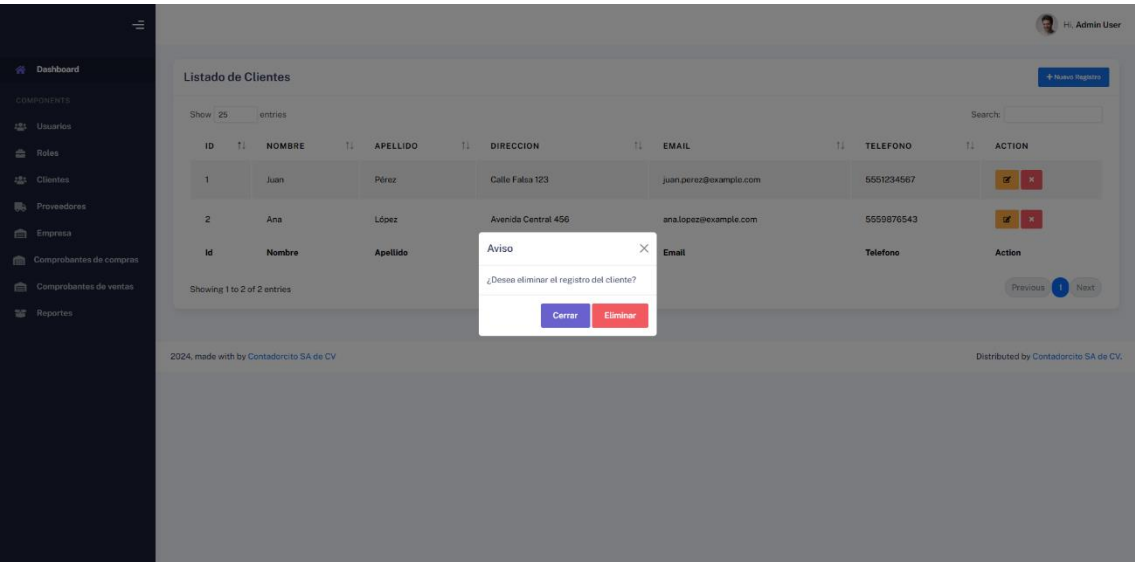 Hi, Admin User
Dashboard
COMPONENTS
Usuarios
Roles
Clientes
Proveedores
Empresa
Comprobantes de compras
Comprobantes de ventas
Reportes
Listado de Clientes
+ Nuevo Registro
Show 25 entries
Search:
ID NOMBRE APELLIDO DIRECCION EMAIL TELEFONO ACTION
1 Juan Pérez Calle Falsa 123 juan.perez@example.com 5551234567
2 Ana López Avenida Central 456 ana.lopez@example.com 5559876543
Id Nombre Apellido Email Telefono Action
Showing 1 to 2 of 2 entries
Previous 1 Next
Aviso
¿Desea eliminar el registro del cliente?
Cerrar Eliminar
2024, made with by Contadorcito SA de CV
Distributed by Contadorcito SA de CV.